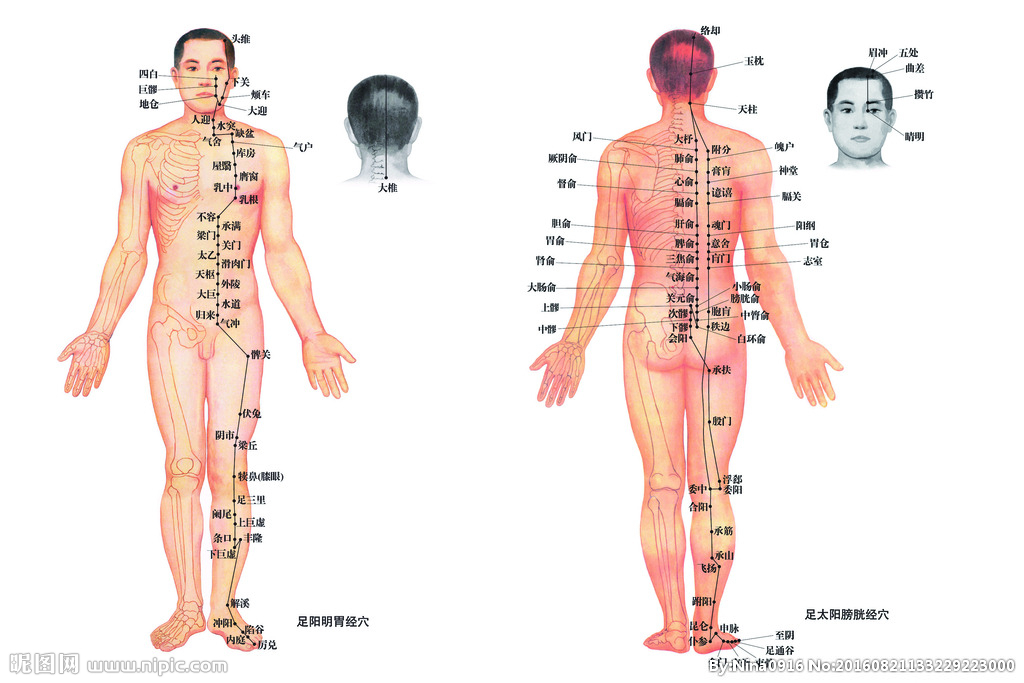 头维
四白
下关
巨髎
颊车
地仓
大迎
人迎
水突
缺盆
气舍
气户
库房
屋翳
膺窗
乳中
乳根
不容
承满
梁门
关门
太乙
滑肉门
天枢
外陵
大巨
水道
归来
气冲
髀关
伏兔
阴市
梁丘
犊鼻(膝眼)
足三里
阑尾
上巨虚
条口
丰隆
下巨虚
解溪
冲阳
陷谷
内庭
厉兑
足阳明胃经穴
大椎
络却
玉枕
天柱
大杼
风门
附分
魄户
肺俞
厥阴俞
膏肓
神堂
心俞
督俞
譩譆
膈关
膈俞
胆俞
肝俞
魂门
阳纲
胃俞
脾俞
意舍
胃仓
三焦俞
肓门
肾俞
志室
气海俞
大肠俞
小肠俞
关元俞
膀胱俞
上髎
次髎
胞肓
中膂俞
中髎
下髎
秩边
会阳
白环俞
承扶
殷门
浮郄
委中
委阳
合阳
承筋
承山
飞扬
跗阳
昆仑
申脉
仆参
至阴
足通谷
足太阳膀胱经穴
眉冲
五处
曲差
攒竹
睛明
昵图网 www.nipic.com
By:Nina0916 No:20160821133229223000